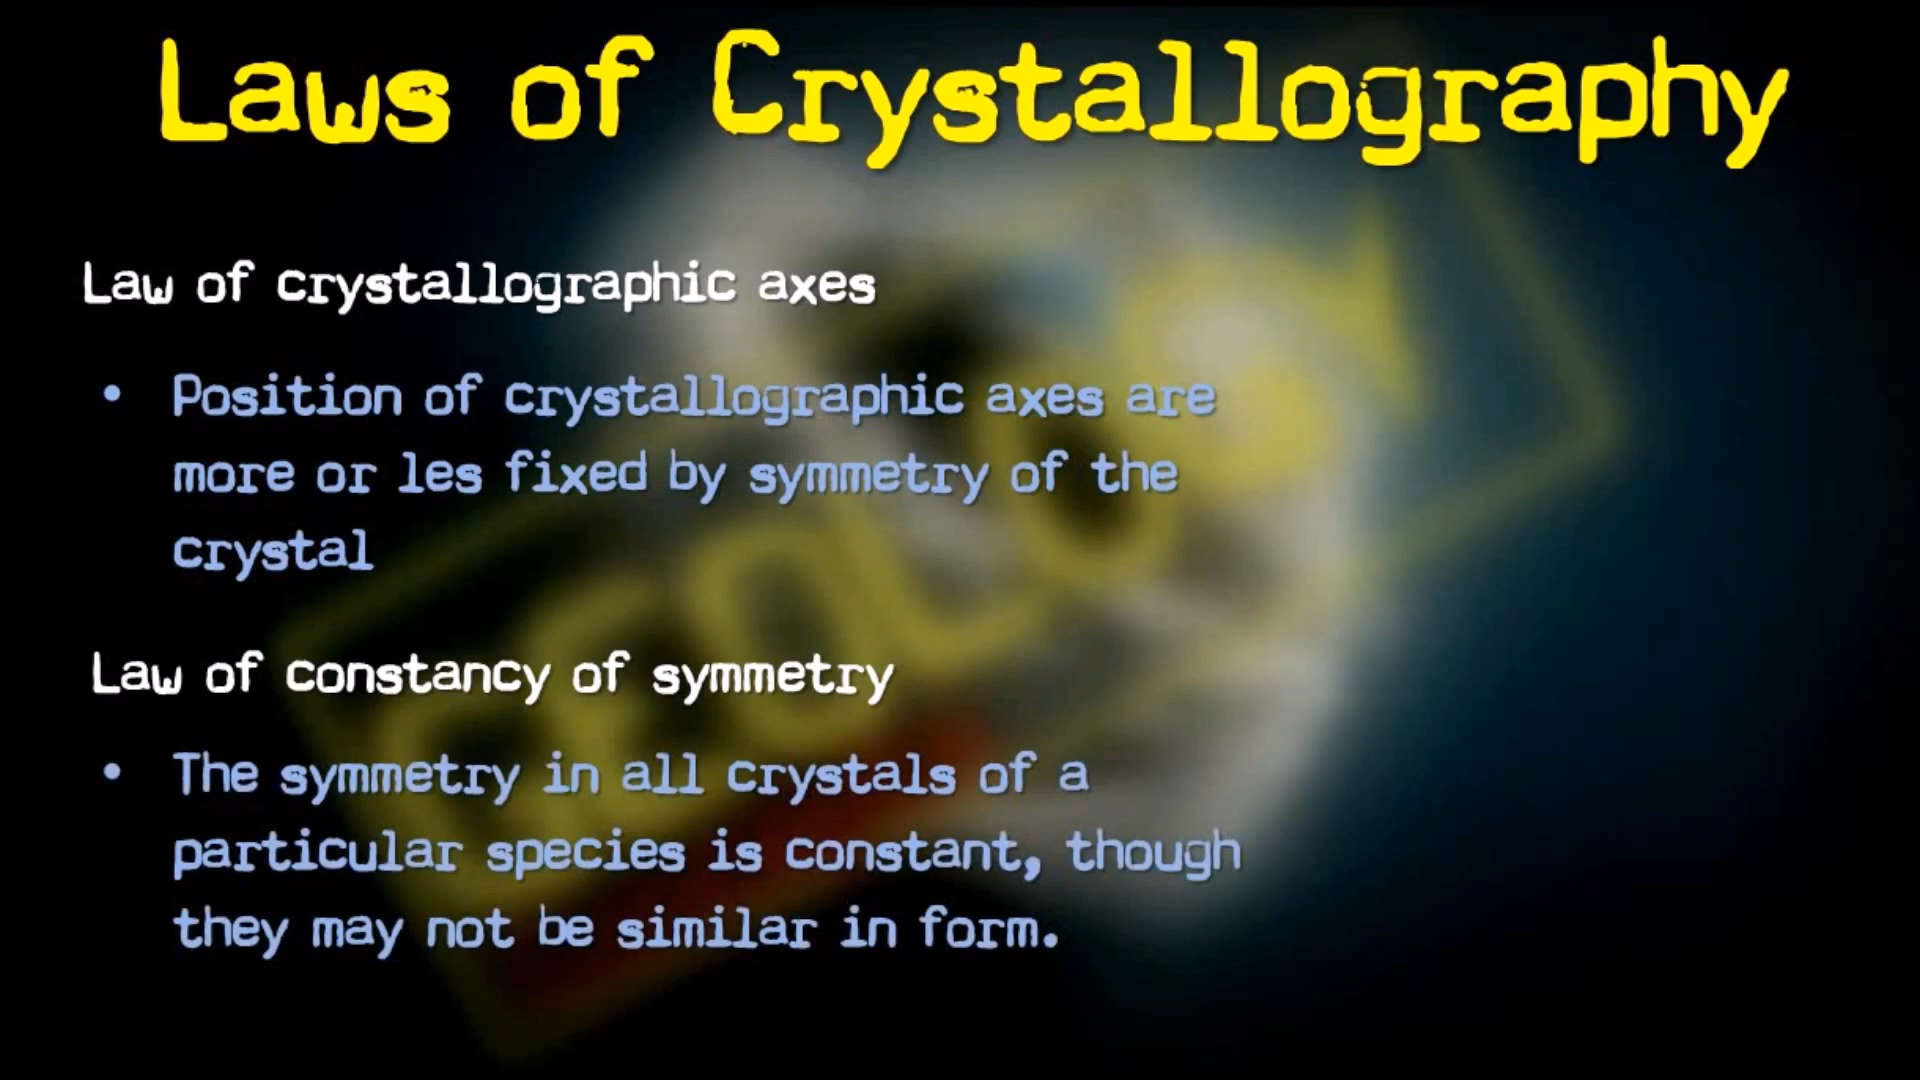 Laws of Crystallography
Law of crystallographic axes
• Position of crystallographic axes are
more or les fixed by symmetry of the
crystal
Law of constancy of symmetry
• The symmetry in all crystals of a
particular species is constant, though
they may not be similar in form.
GEOLOGY